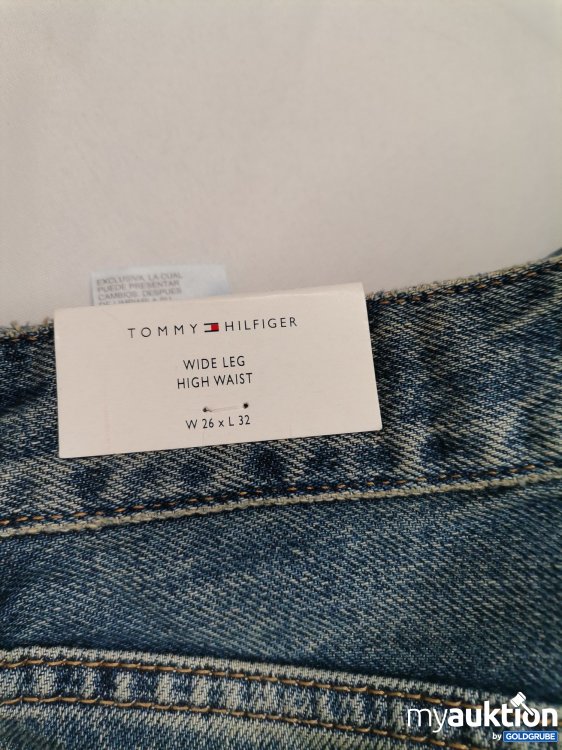 EXCLUSIVA, LA CUAL
PUEDE PRESENTAR
CAMBIOS, DESPUES
TOMMY HILFIGER
WIDE LEG
HIGH WAIST
W 26 x L 32
myauktion
by GOLDGRUBE